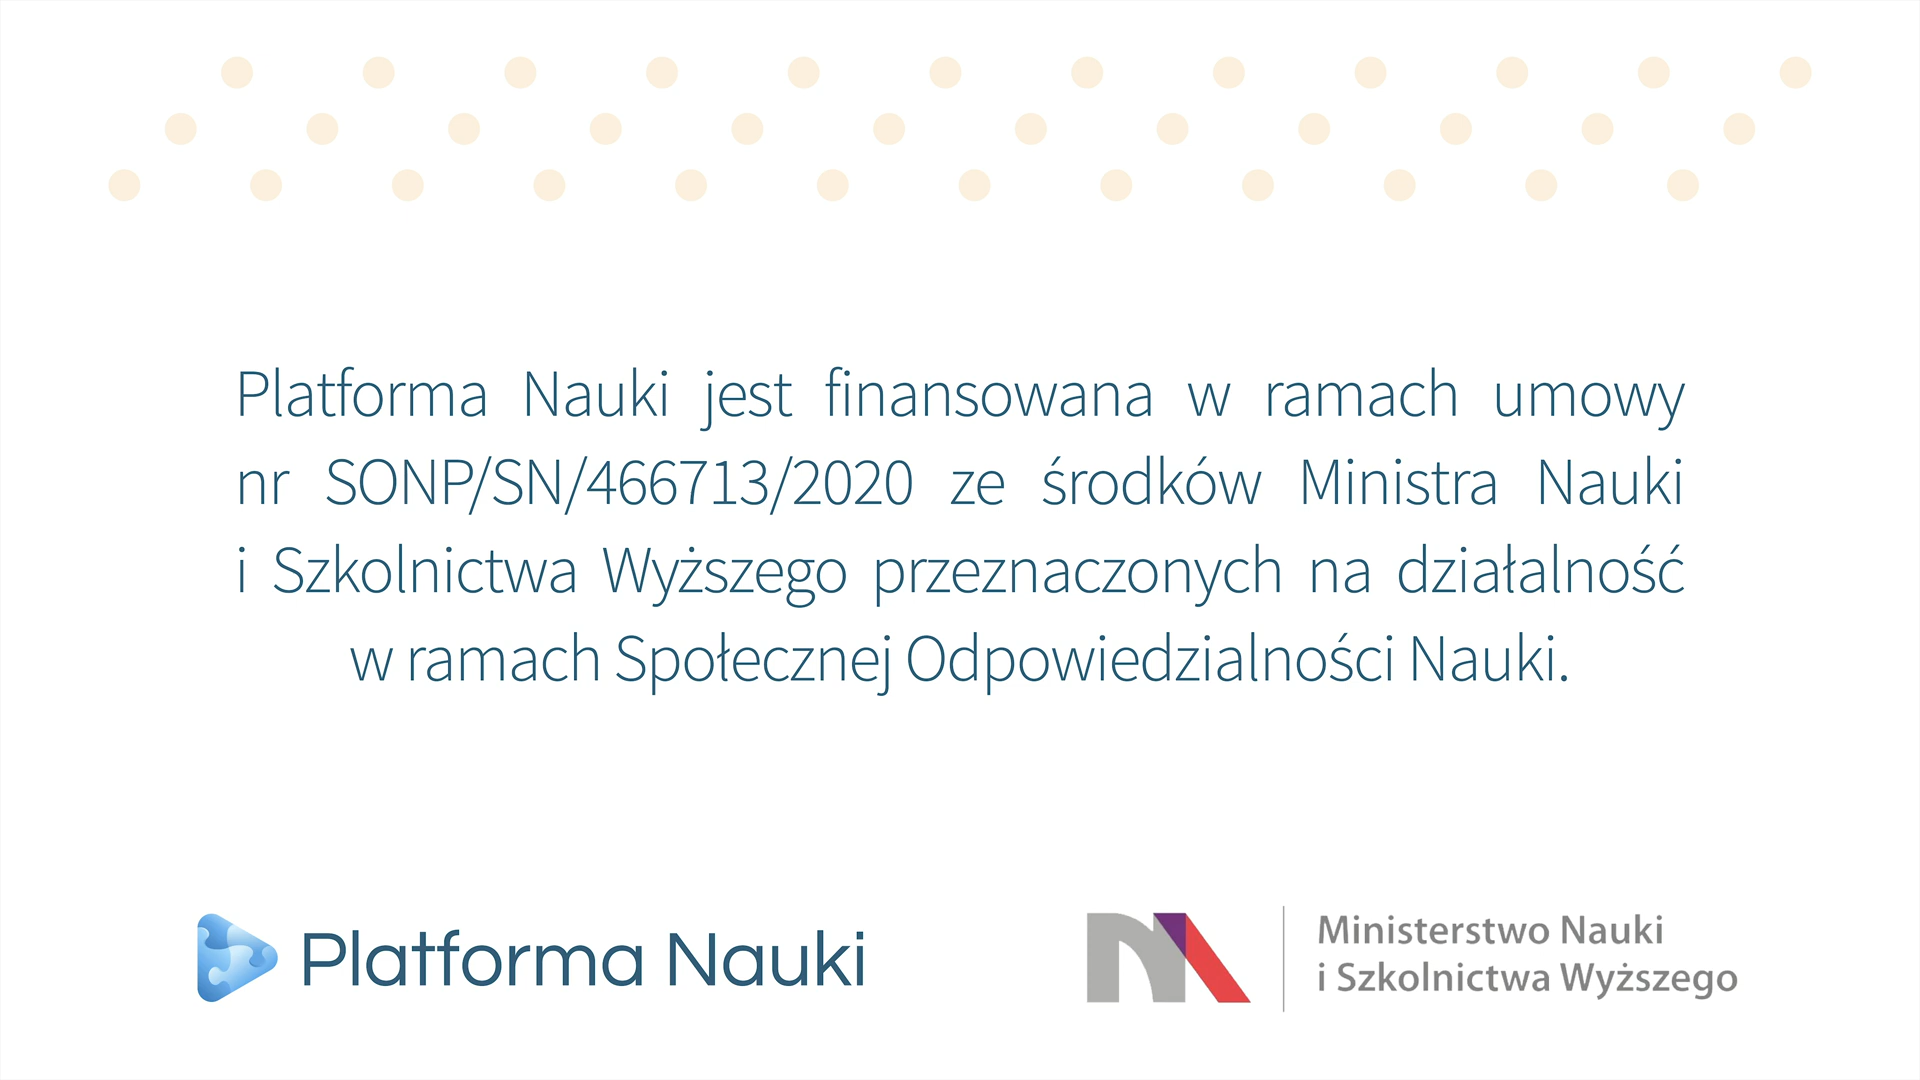 Platforma Nauki jest finansowana w ramach umowy
nr SONP/SN/466713/2020 ze środków Ministra Nauki
i Szkolnictwa Wyższego przeznaczonych na działalność
w ramach Społecznej Odpowiedzialności Nauki.
Platforma Nauki
Ministerstwo Nauki
i Szkolnictwa Wyższego